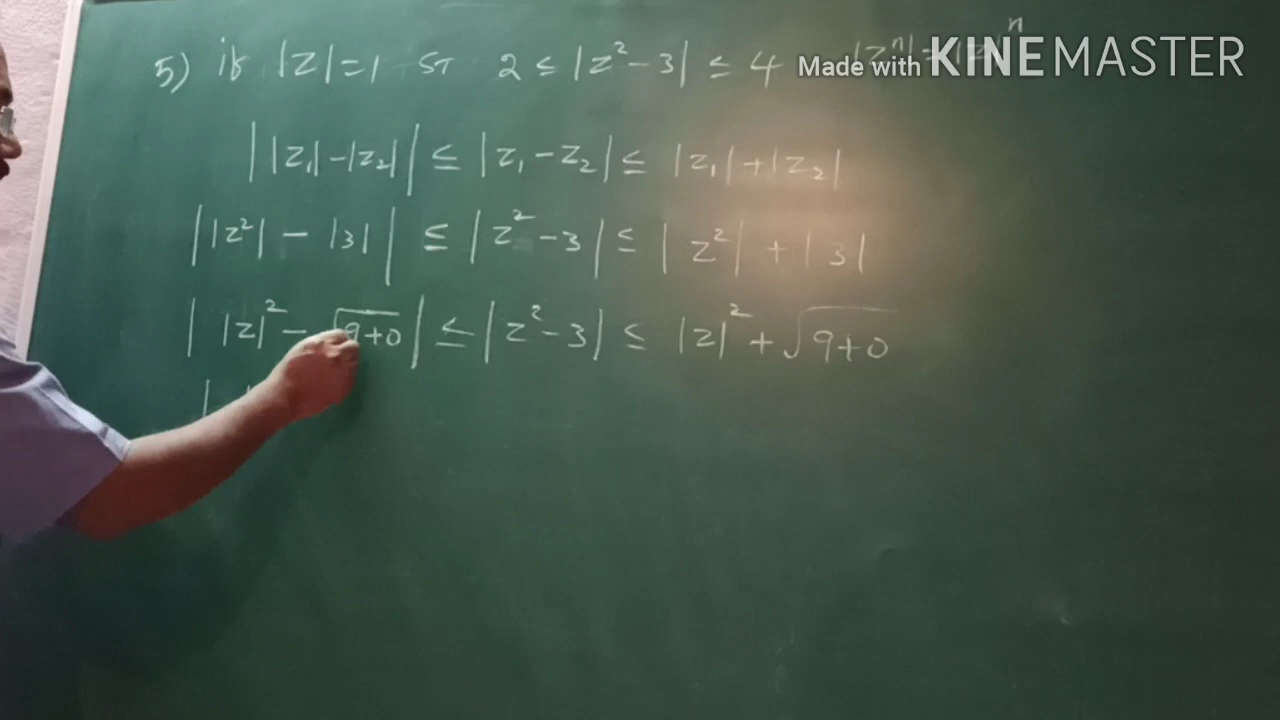 5) if |z|=1 ST 2 ≤ |z²-3| ≤ 4 |zⁿ| = |z|ⁿ
Made with KINEMASTER
| |z₁|-|z₂| | ≤ |z₁-z₂| ≤ |z₁|+|z₂|
| |z²| - |3| | ≤ |z²-3| ≤ |z²| + |3|
| |z|² - √9+0 | ≤ |z²-3| ≤ |z|² + √9+0